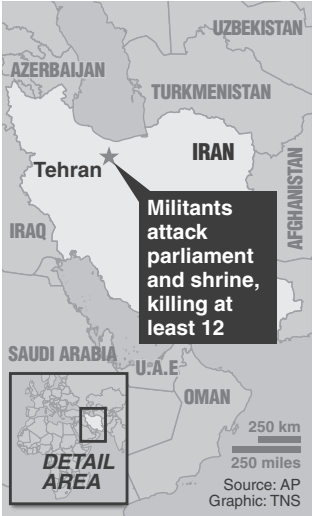 UZBEKISTAN
AZERBAIJAN
TURKMENISTAN
IRAN
Tehran
AFGHANISTAN
Militants
attack
parliament
and shrine,
killing at
least 12
IRAQ
SAUDI ARABIA
U.A.E
OMAN
250 km
250 miles
DETAIL
AREA
Source: AP
Graphic: TNS